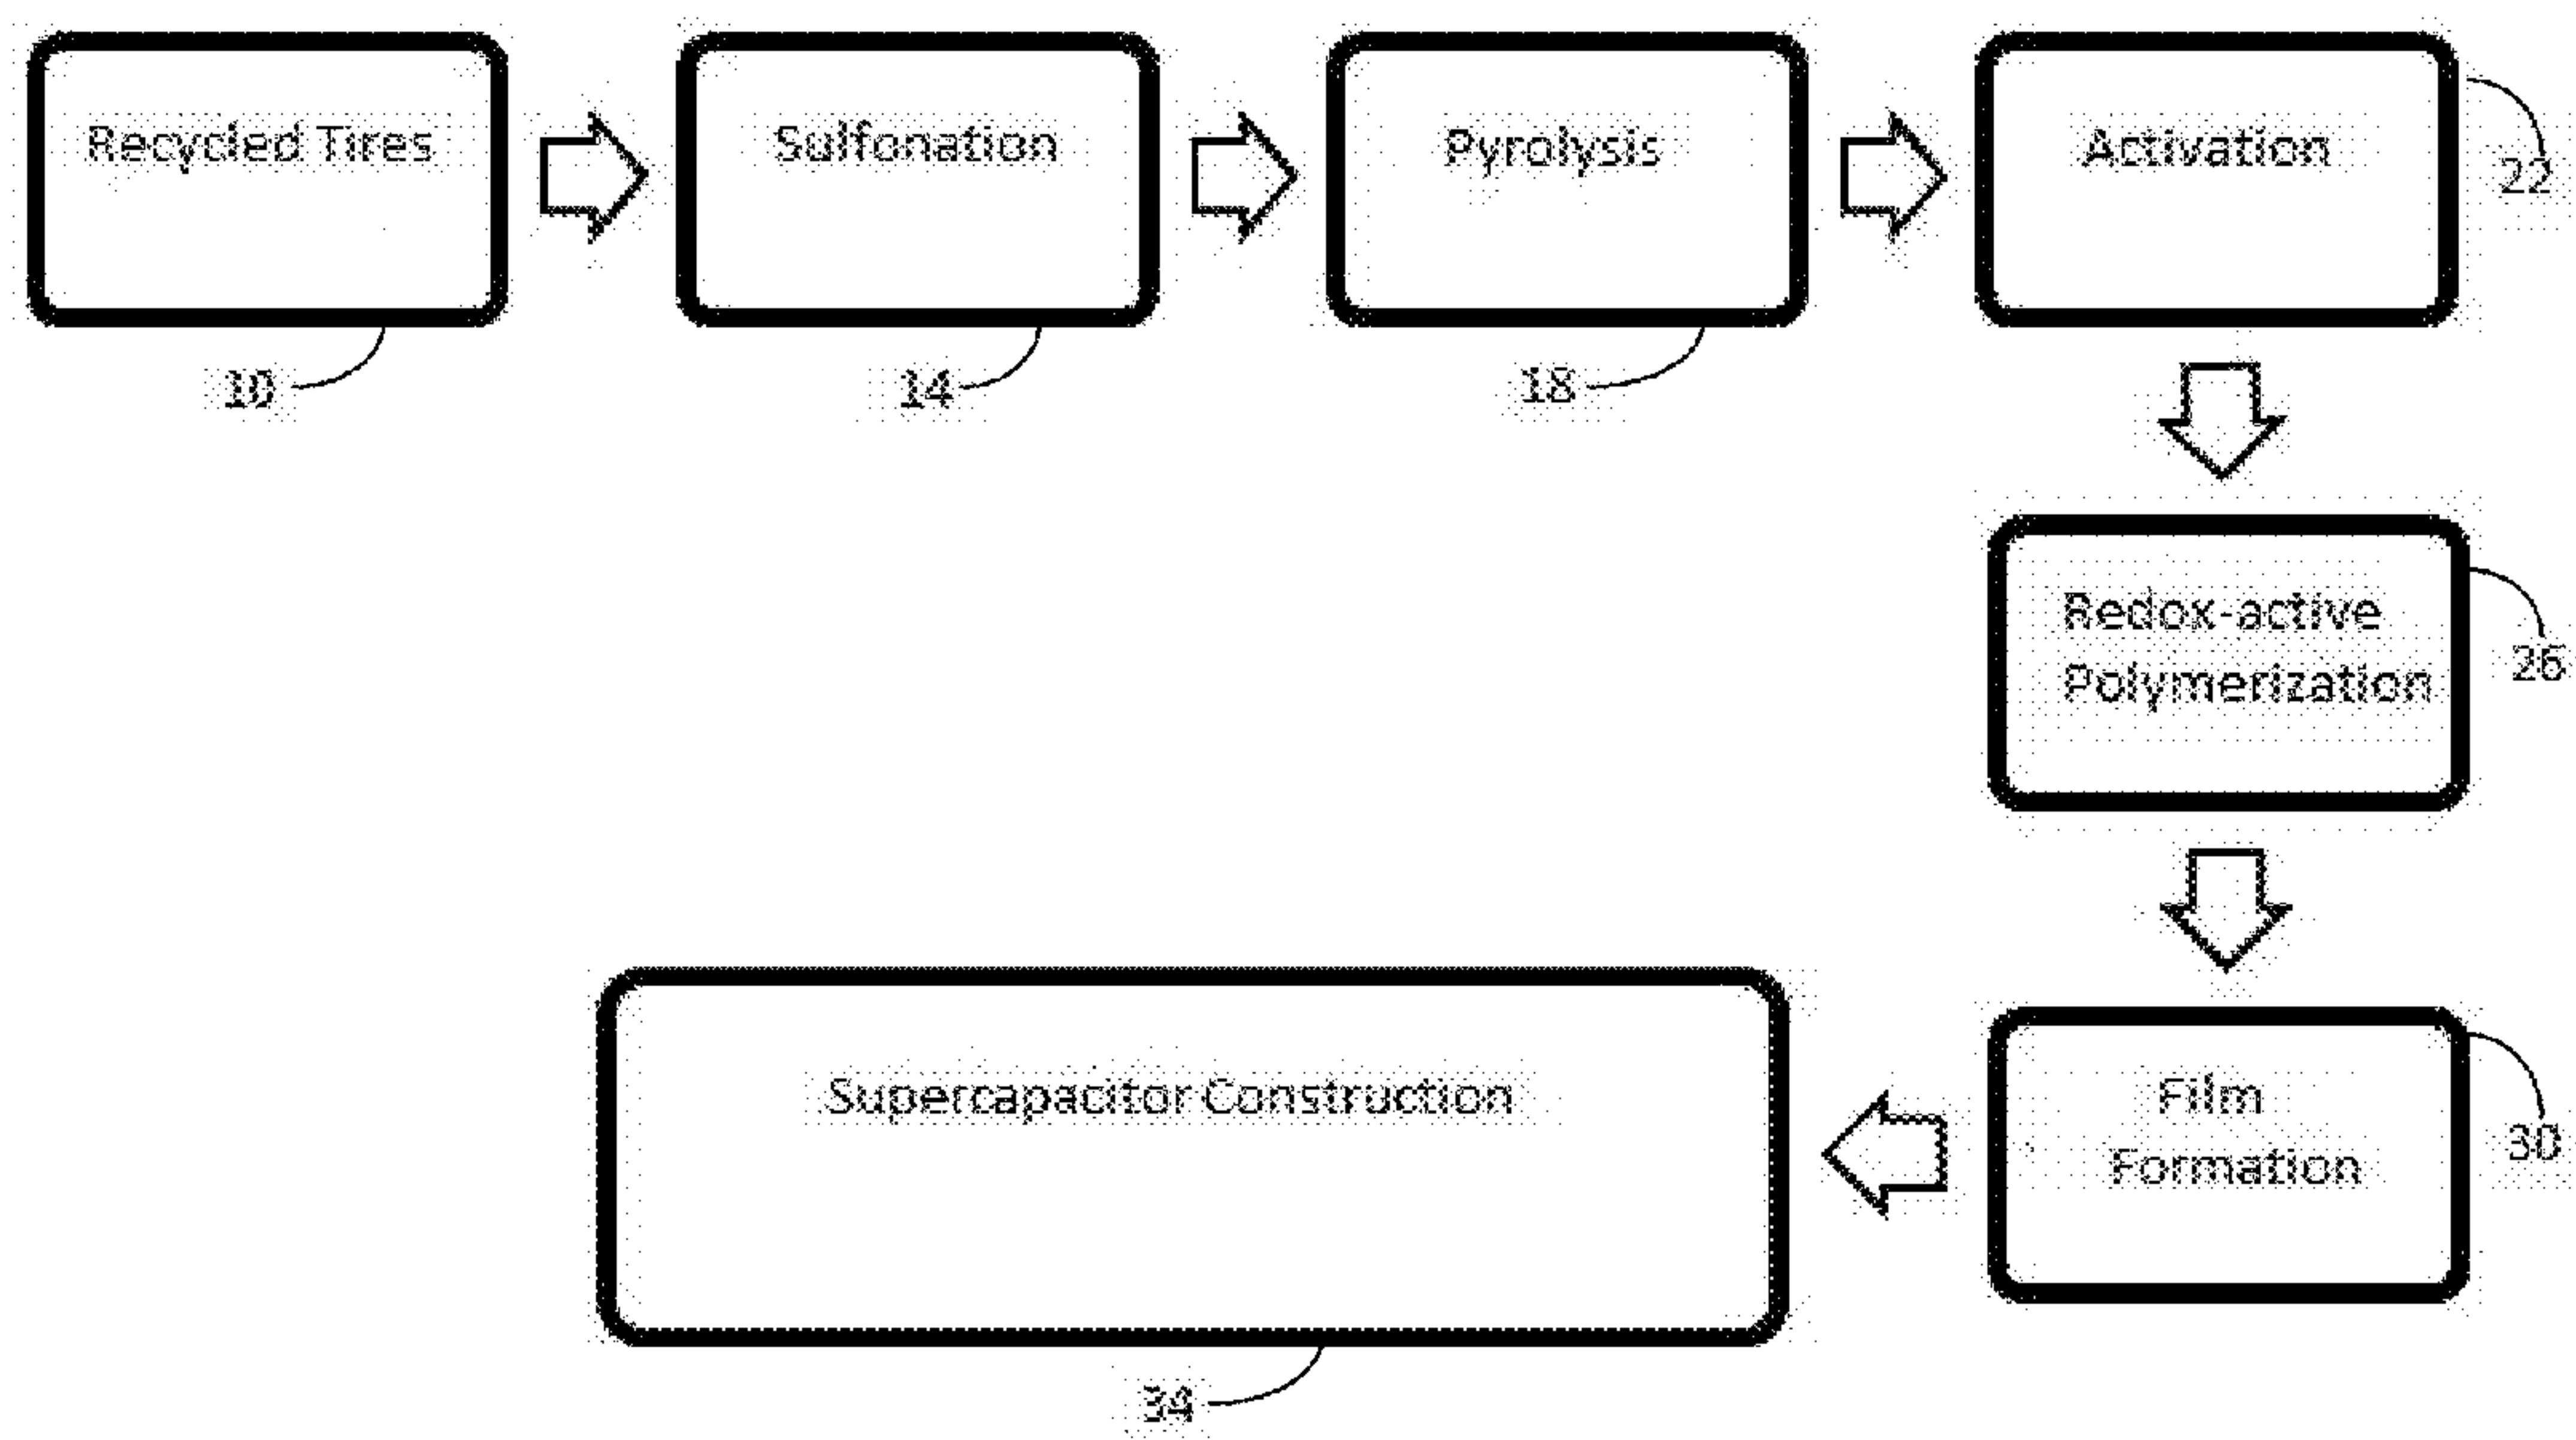 Recycled Tires
Sulfonation
Pyrolysis
Activation
22
10
14
18
Redox-active
Polymerization
26
Supercapacitor Construction
Film
Formation
30
34